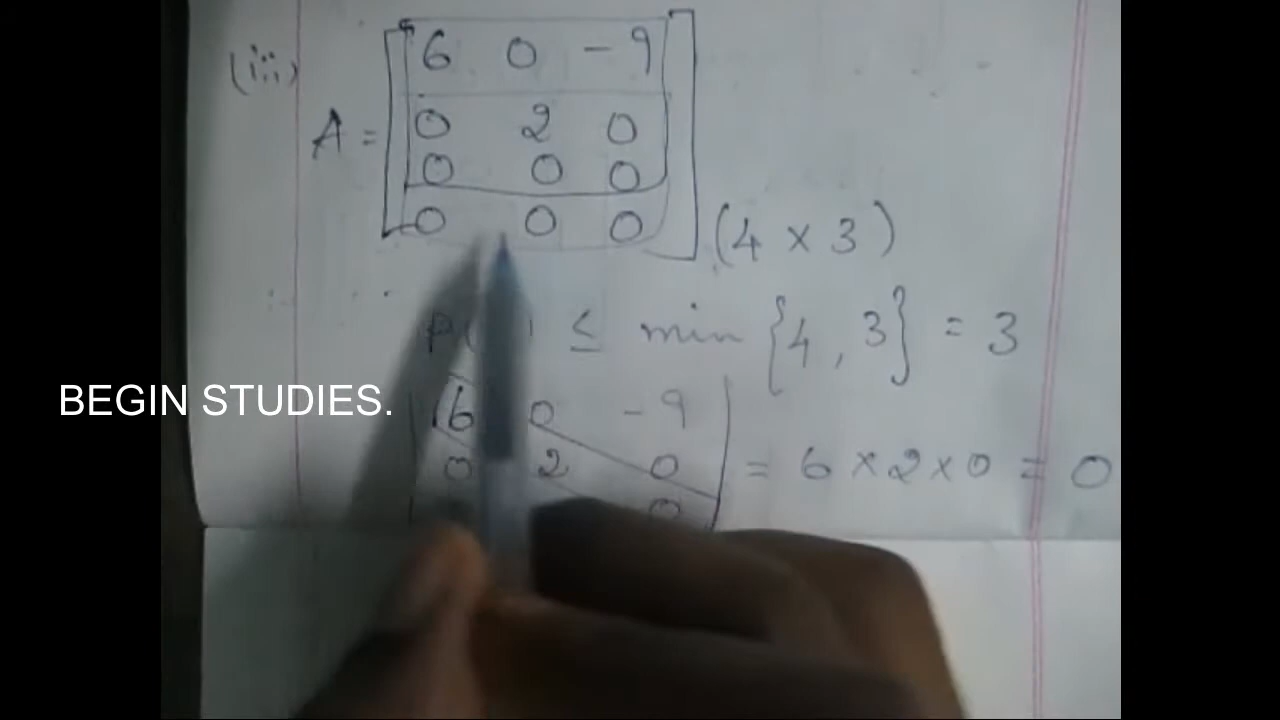 (iii)
6 0 -9
A = 0 2 0
0 0 0
0 0 0 (4 × 3)
≤ min {4, 3} = 3
BEGIN STUDIES.
6 0 -9
0 2 0 = 6 × 2 × 0 = 0
0